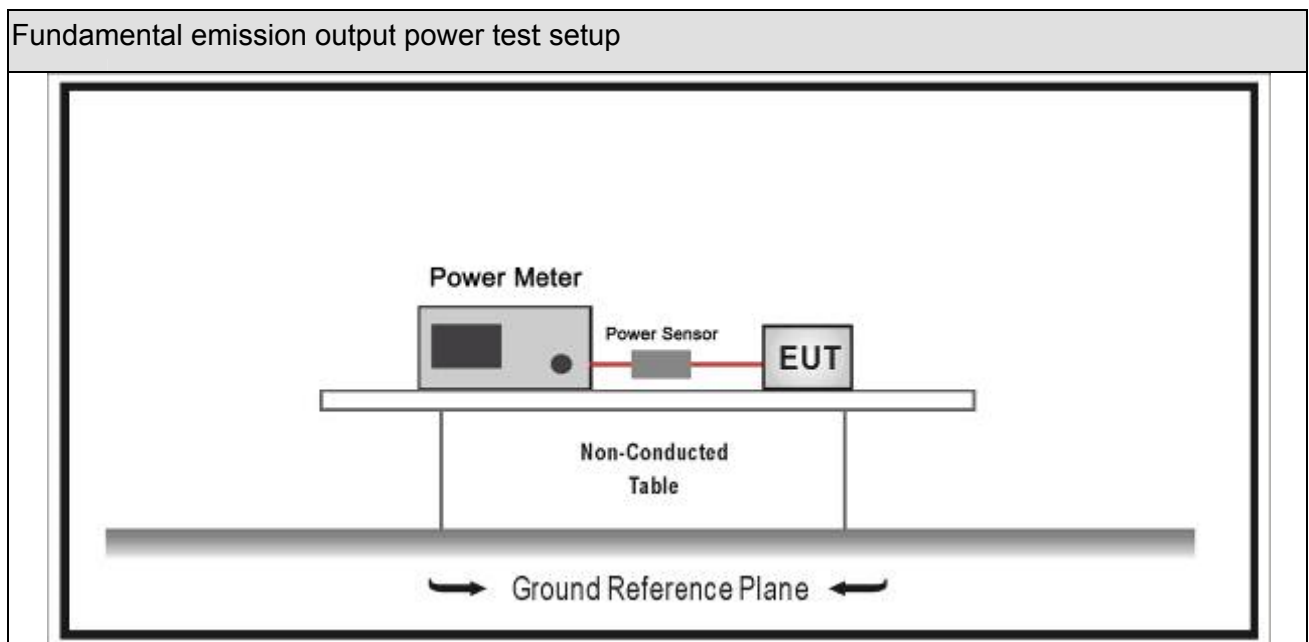 Fundamental emission output power test setup
Power Meter
Power Sensor
EUT
Non-Conducted
Table
Ground Reference Plane